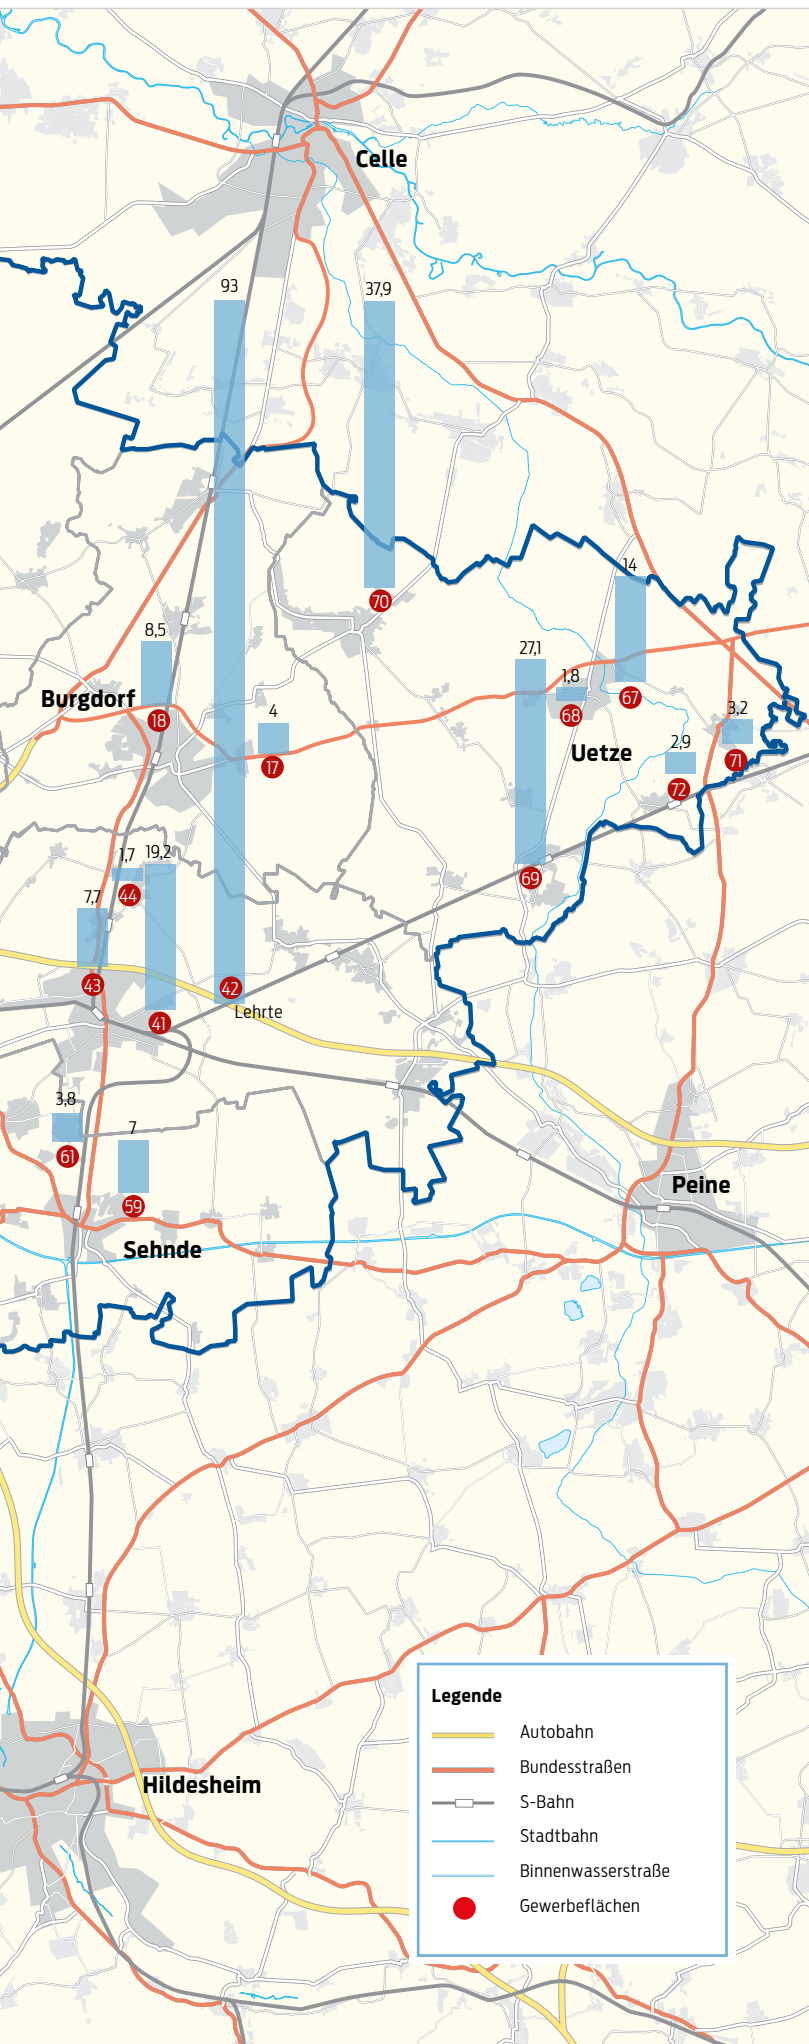 Celle
93
37,9
14
8,5
70
27,1
1,8
Burgdorf
67
4
3,2
18
68
2,9
Uetze
71
17
72
1,7
19,2
69
7,7
44
43
42
Lehrte
41
3,8
7
61
Peine
59
Sehnde
Hildesheim
Legende
Autobahn
Bundesstraßen
S-Bahn
Stadtbahn
Binnenwasserstraße
Gewerbeflächen